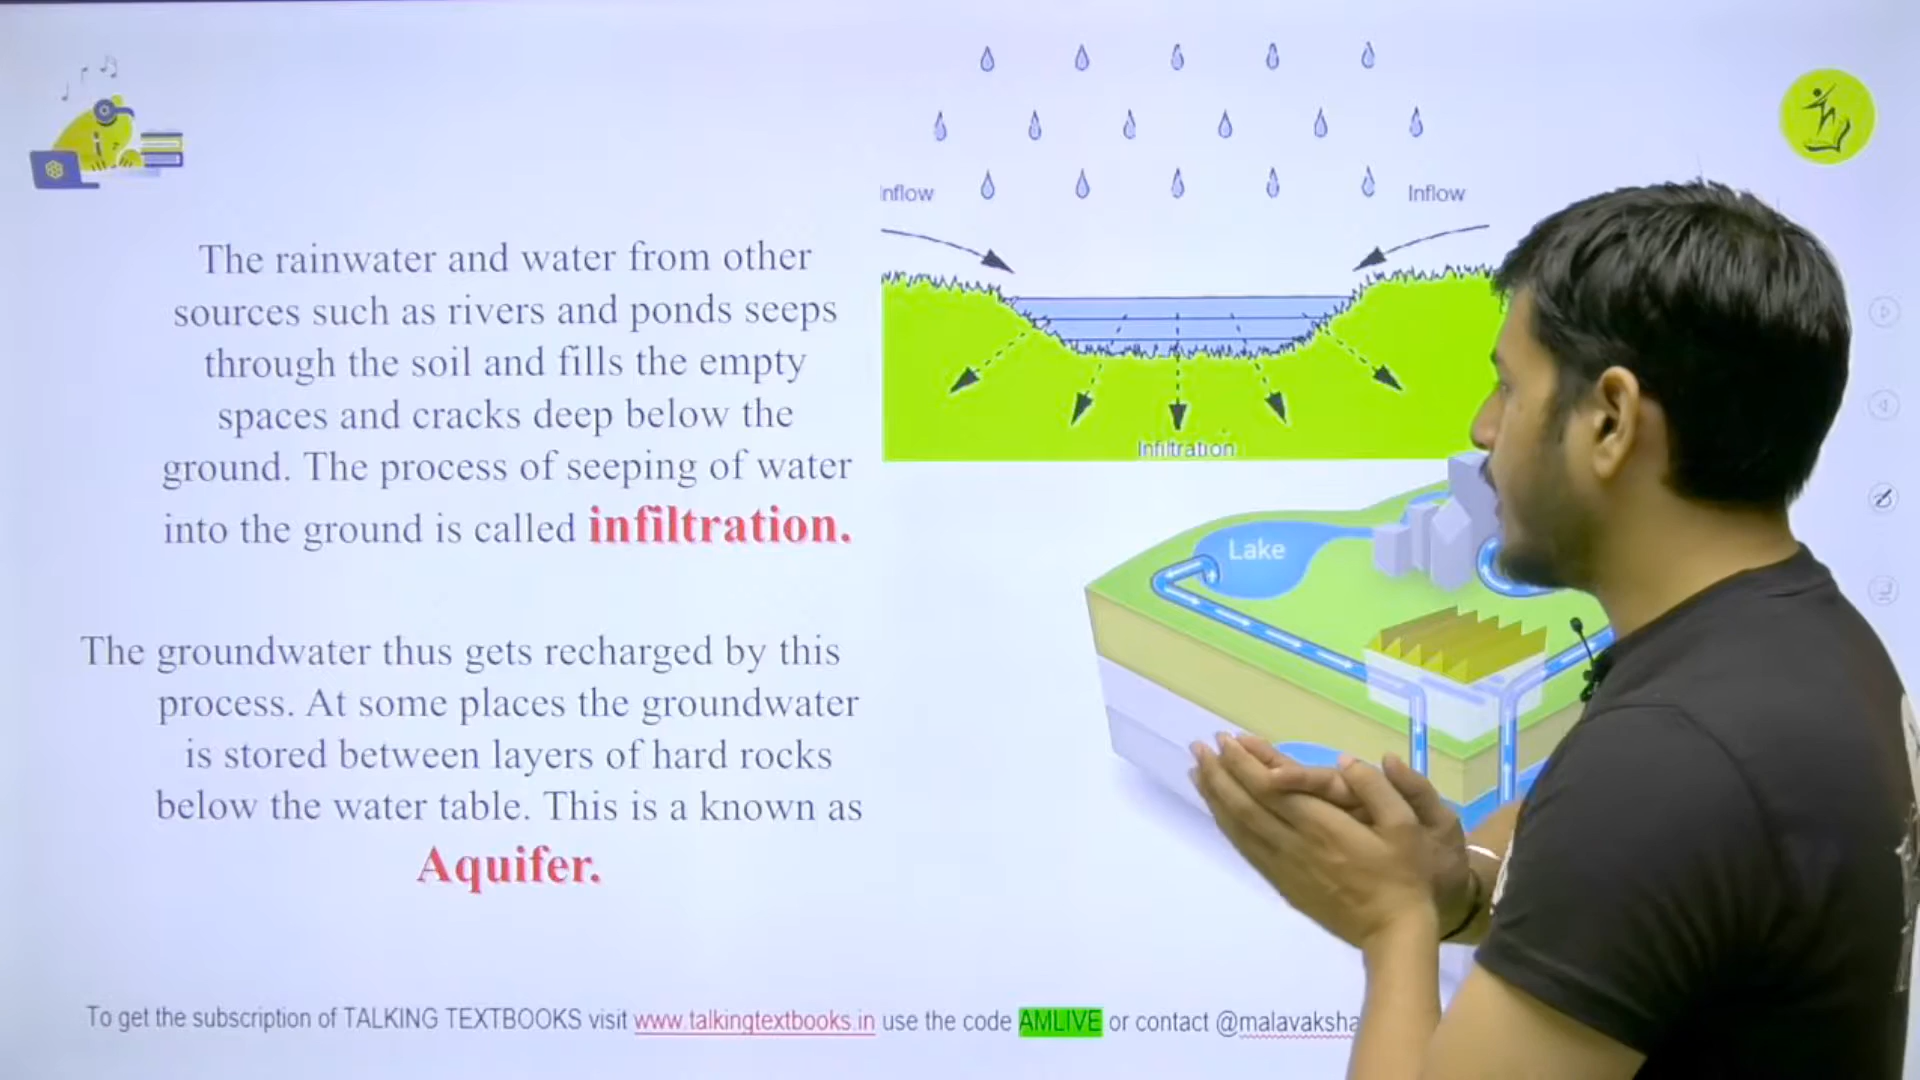 Inflow
Inflow
The rainwater and water from other
sources such as rivers and ponds seeps
through the soil and fills the empty
spaces and cracks deep below the
ground. The process of seeping of water
into the ground is called infiltration.
Infiltration
Lake
The groundwater thus gets recharged by this
process. At some places the groundwater
is stored between layers of hard rocks
below the water table. This is a known as
Aquifer.
To get the subscription of TALKING TEXTBOOKS visit www.talkingtextbooks.in use the code AMLIVE or contact @malavaksha